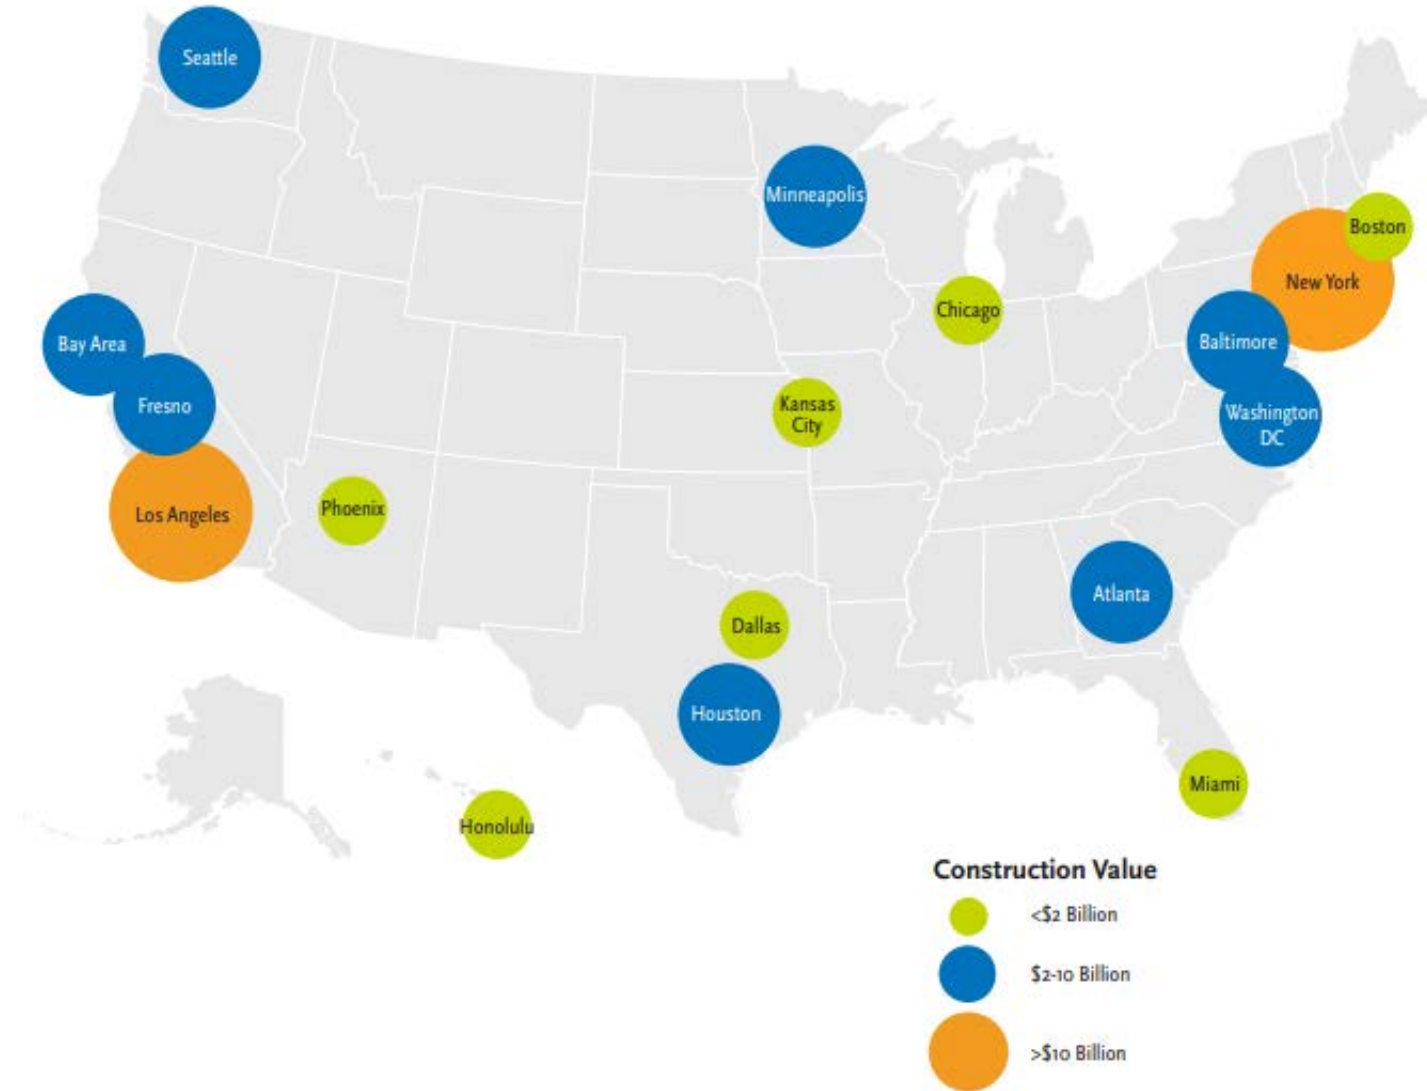 Seattle
Minneapolis
Boston
New York
Chicago
Bay Area
Baltimore
Fresno
Kansas
City
Washington
DC
Los Angeles
Phoenix
Atlanta
Dallas
Houston
Miami
Honolulu
Construction Value
<$2 Billion
$2-10 Billion
>$10 Billion